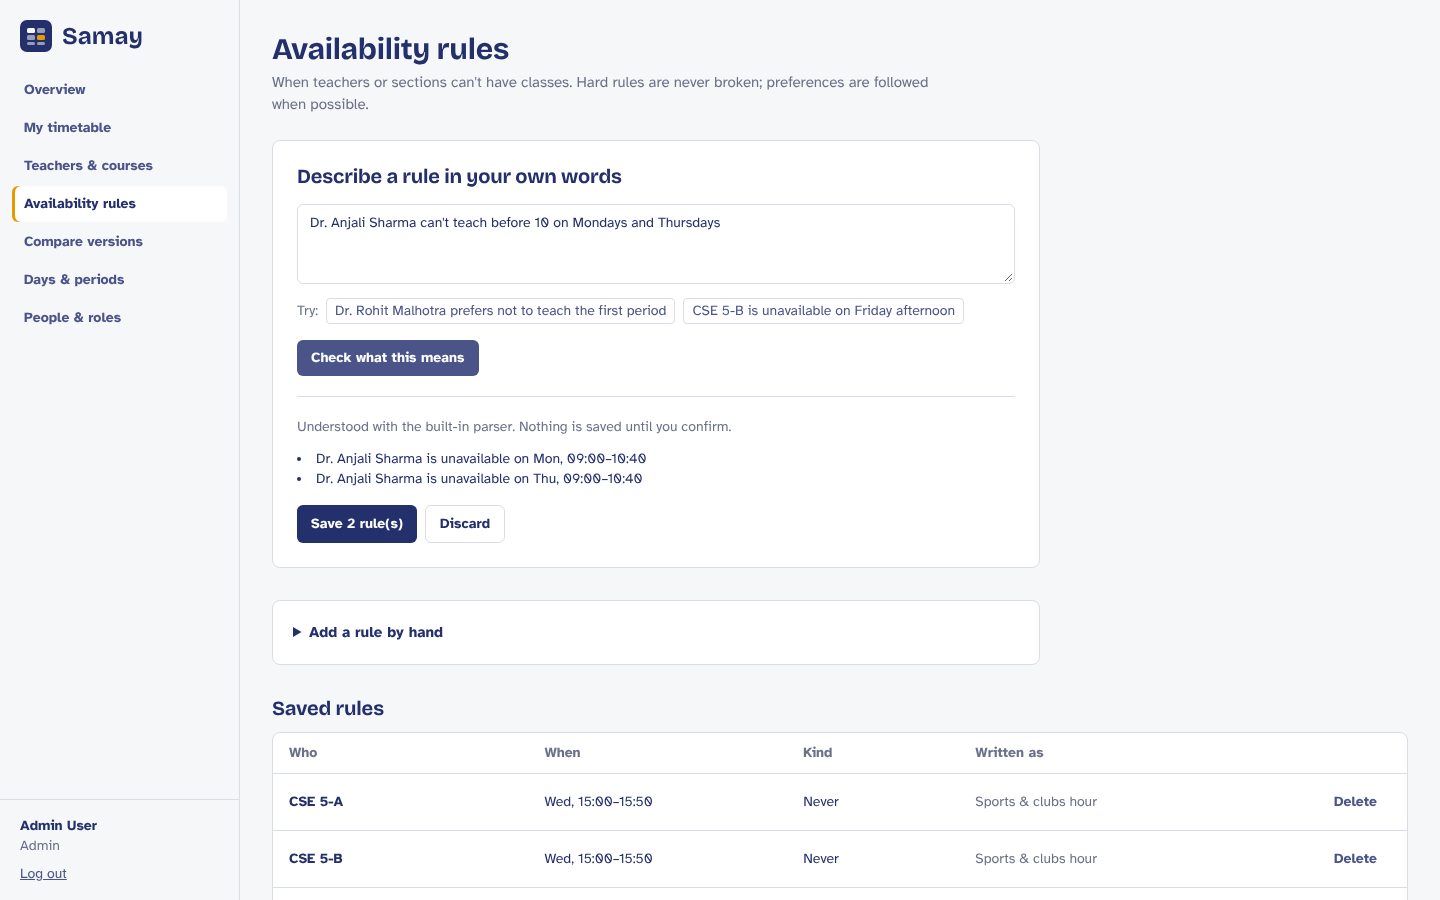 Samay
Overview
My timetable
Teachers & courses
Availability rules
Compare versions
Days & periods
People & roles
Admin User
Admin
Log out
Availability rules
When teachers or sections can't have classes. Hard rules are never broken; preferences are followed
when possible.
Describe a rule in your own words
Dr. Anjali Sharma can't teach before 10 on Mondays and Thursdays
Try: Dr. Rohit Malhotra prefers not to teach the first period CSE 5-B is unavailable on Friday afternoon
Check what this means
Understood with the built-in parser. Nothing is saved until you confirm.
• Dr. Anjali Sharma is unavailable on Mon, 09:00–10:40
• Dr. Anjali Sharma is unavailable on Thu, 09:00–10:40
Save 2 rule(s) Discard
Add a rule by hand
Saved rules
Who When Kind Written as
CSE 5-A Wed, 15:00–15:50 Never Sports & clubs hour Delete
CSE 5-B Wed, 15:00–15:50 Never Sports & clubs hour Delete